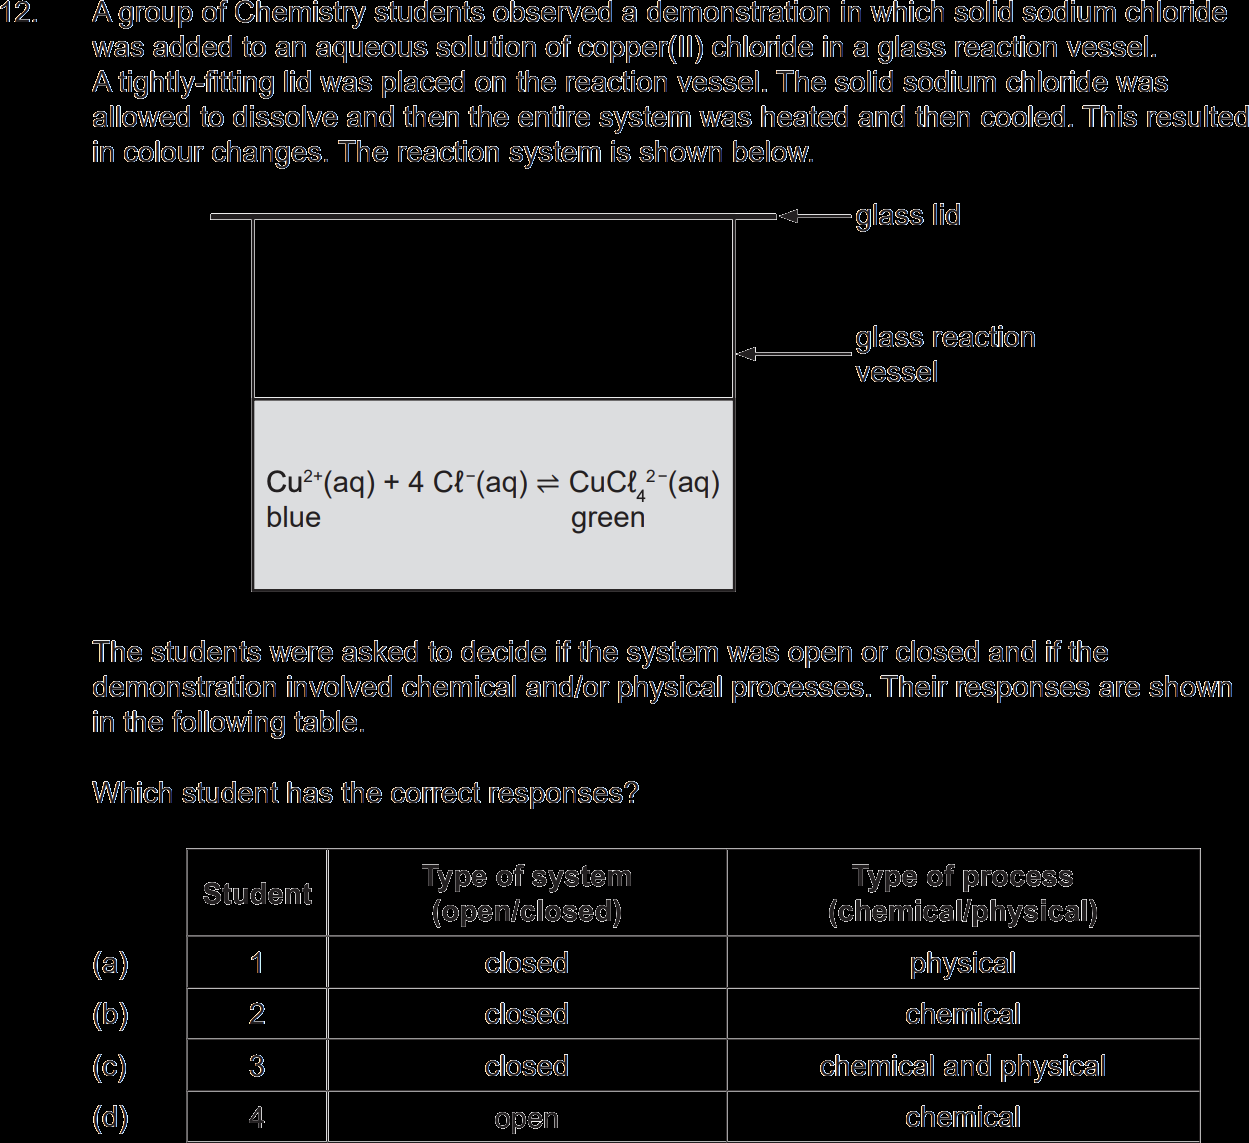 12. A group of Chemistry students observed a demonstration in which solid sodium chloride
was added to an aqueous solution of copper(II) chloride in a glass reaction vessel.
A tightly-fitting lid was placed on the reaction vessel. The solid sodium chloride was
allowed to dissolve and then the entire system was heated and then cooled. This resulted
in colour changes. The reaction system is shown below.
glass lid
glass reaction
vessel
Cu²⁺(aq) + 4 Cℓ⁻(aq) ⇌ CuCℓ₄²⁻(aq)
blue green
The students were asked to decide if the system was open or closed and if the
demonstration involved chemical and/or physical processes. Their responses are shown
in the following table.
Which student has the correct responses?
Student Type of system Type of process
(open/closed) (chemical/physical)
(a) 1 closed physical
(b) 2 closed chemical
(c) 3 closed chemical and physical
(d) 4 open chemical